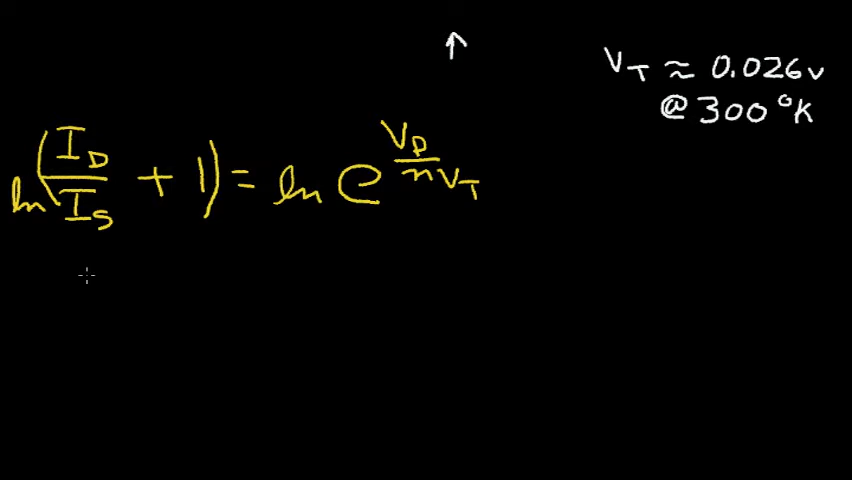 V_T ≈ 0.026v
@ 300°K
ln(I_D/I_S + 1) = ln e^(V_D/nV_T)